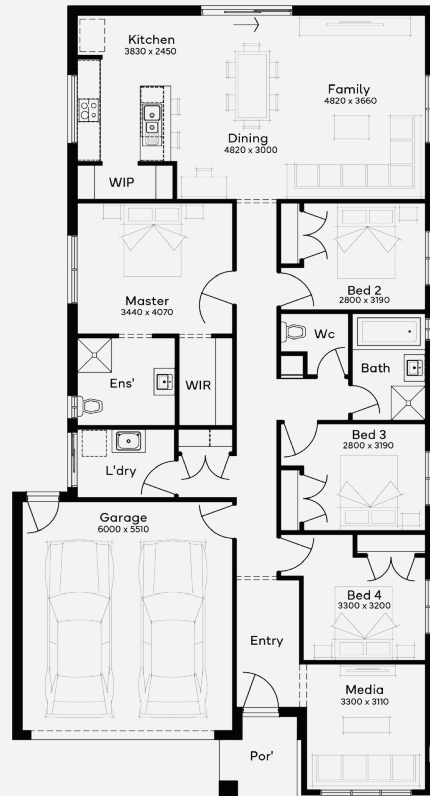 Kitchen
3830 x 2450
Family
4820 x 3660
Dining
4820 x 3000
WIP
Master
3440 x 4070
Bed 2
2800 x 3190
Wc
Bath
Ens'
WIR
L'dry
Bed 3
2800 x 3190
Garage
6000 x 5510
Bed 4
3300 x 3200
Entry
Media
3300 x 3110
Por'